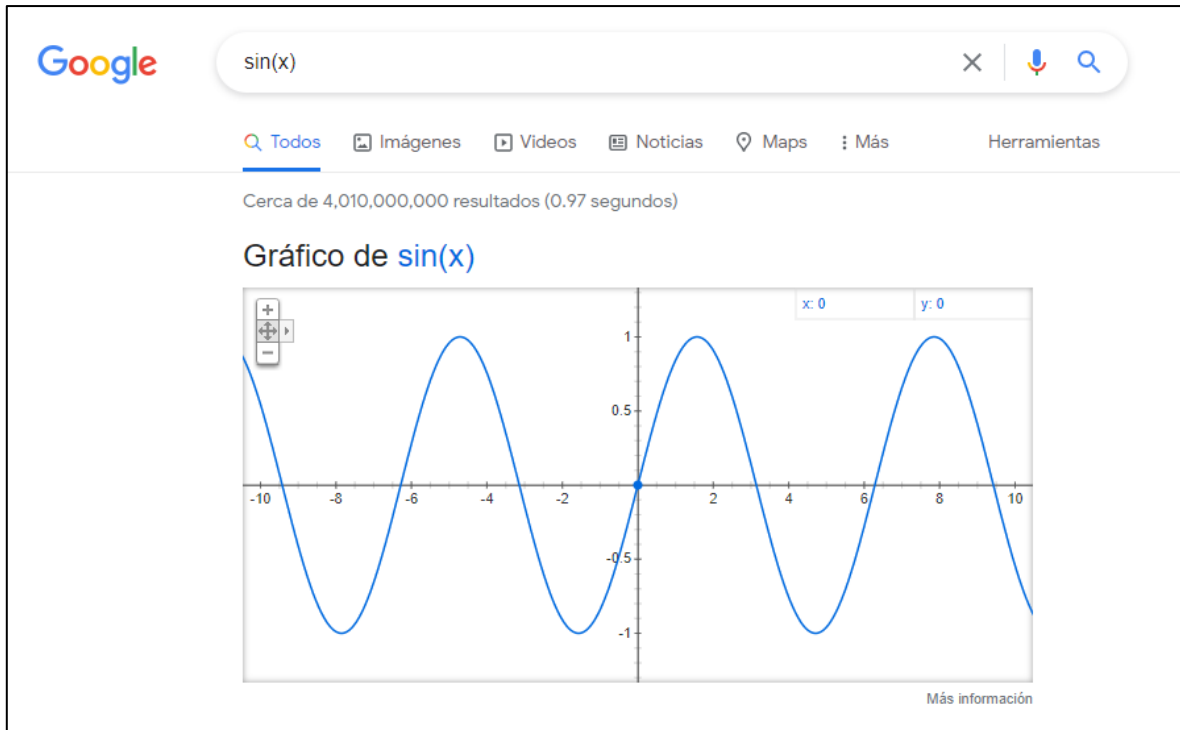 Google
sin(x)
Todos Imágenes Videos Noticias Maps Más Herramientas
Cerca de 4,010,000,000 resultados (0.97 segundos)
Gráfico de sin(x)
x: 0 y: 0
1
0.5
-10 -8 -6 -4 -2 2 4 6 8 10
-0.5
-1
Más información